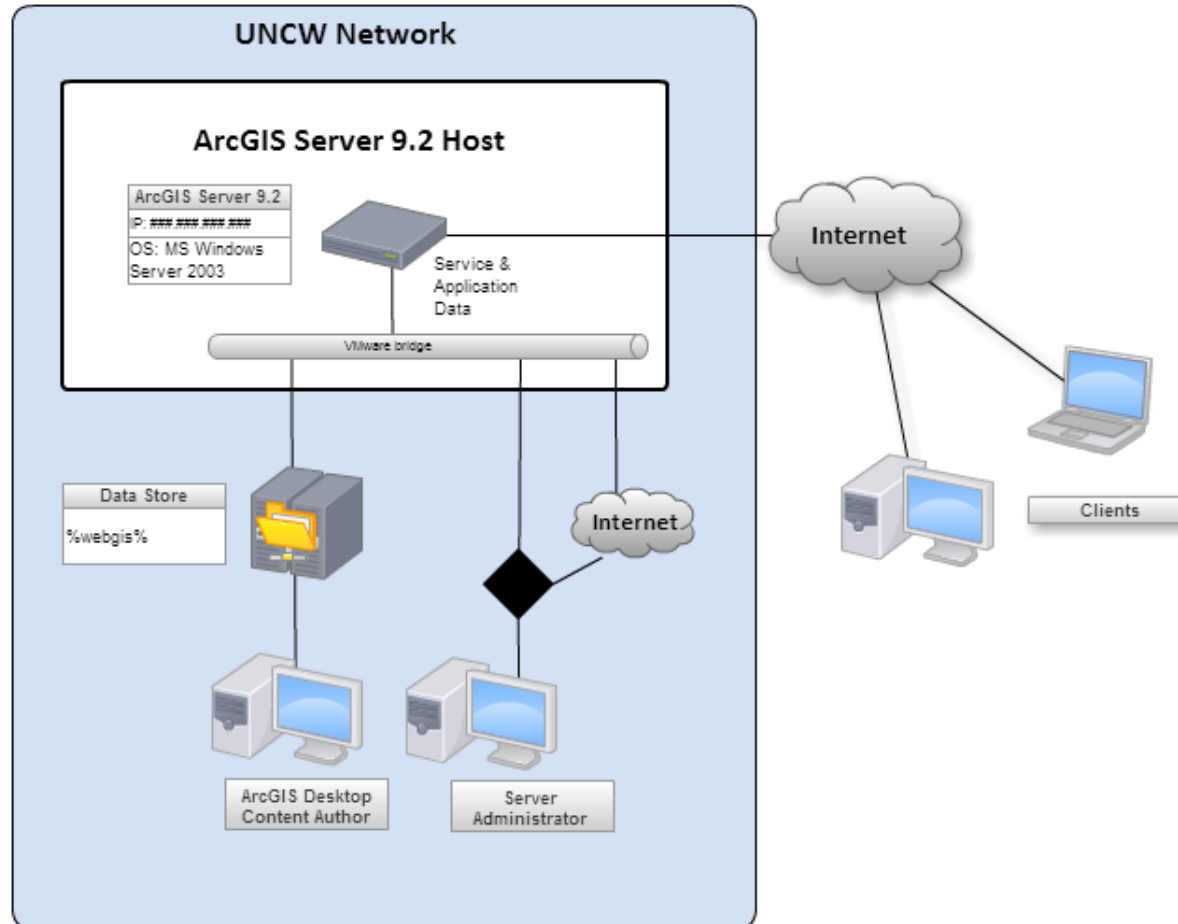 UNCW Network
ArcGIS Server 9.2 Host
ArcGIS Server 9.2
IP: ###.###.###.###
OS: MS Windows
Server 2003
Service &
Application
Data
VMware bridge
Internet
Data Store
%webgis%
Internet
Clients
ArcGIS Desktop
Content Author
Server
Administrator